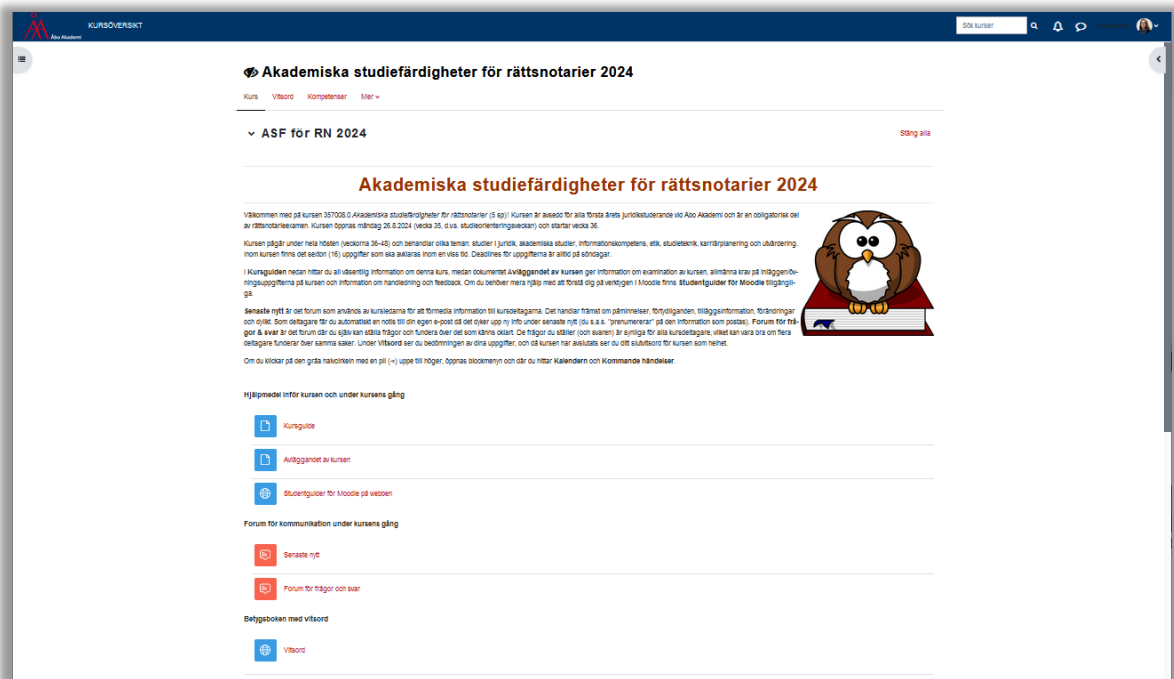 KURSÖVERSIKT
Åbo Akademi
Sök kurser
Akademiska studiefärdigheter för rättsnotarier 2024
Kurs Vitsord Kompetenser Mer
ASF för RN 2024
Stäng alla
Akademiska studiefärdigheter för rättsnotarier 2024
Välkommen med på kursen 357008.0 Akademiska studiefärdigheter för rättsnotarier (5 sp)! Kursen är avsedd för alla första årets juridikstuderande vid Åbo Akademi och är en obligatorisk del
av rättsnotarieexamen. Kursen öppnas måndag 26.8.2024 (vecka 35, d.v.s. studieorienteringsveckan) och startar vecka 36.
Kursen pågår under hela hösten (veckorna 36-48) och behandlar olika teman: studier i juridik, akademiska studier, informationskompetens, etik, studieteknik, karriärplanering och utvärdering.
Inom kursen finns det sexton (16) uppgifter som ska avklaras inom en viss tid. Deadlines för uppgifterna är alltid på söndagar.
I Kursguiden nedan hittar du all väsentlig information om denna kurs, medan dokumentet Avläggandet av kursen ger information om examination av kursen, allmänna krav på inläggen/öv-
ningsuppgifterna på kursen och information om handledning och feedback. Om du behöver mera hjälp med att förstå dig på verktygen i Moodle finns Studentguider för Moodle tillgängli-
ga.
Senaste nytt är det forum som används av kursledarna för att förmedla information till kursdeltagarna. Det handlar främst om påminnelser, förtydliganden, tilläggsinformation, förändringar
och dylikt. Som deltagare får du automatiskt en notis till din egen e-post då det dyker upp ny info under senaste nytt (du s.a.s. "prenumererar" på den information som postas). Forum för frå-
gor & svar är det forum där du själv kan ställa frågor och fundera över det som känns oklart. De frågor du ställer (och svaren) är synliga för alla kursdeltagare, vilket kan vara bra om flera
deltagare funderar över samma saker. Under Vitsord ser du bedömningen av dina uppgifter, och då kursen har avslutats ser du ditt slutvitsord för kursen som helhet.
Om du klickar på den gråa halvcirkeln med en pil (<) uppe till höger, öppnas blockmenyn och där du hittar Kalendern och Kommande händelser.
Hjälpmedel inför kursen och under kursens gång
Kursguide
Avläggandet av kursen
Studentguider för Moodle på webben
Forum för kommunikation under kursens gång
Senaste nytt
Forum för frågor och svar
Betygsboken med vitsord
Vitsord